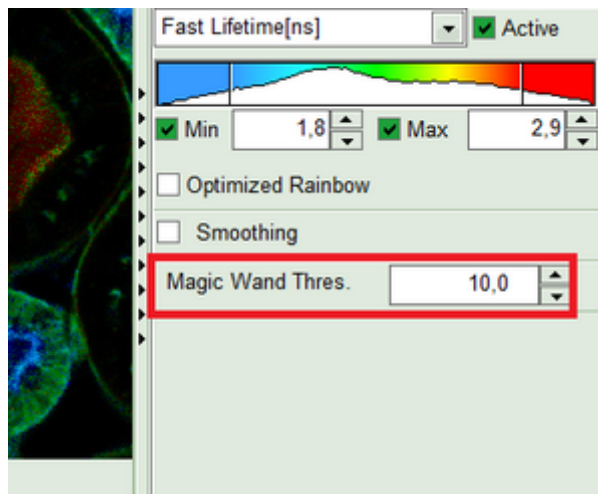 Fast Lifetime[ns] Active
Min 1,8 Max 2,9
Optimized Rainbow
Smoothing
Magic Wand Thres. 10,0